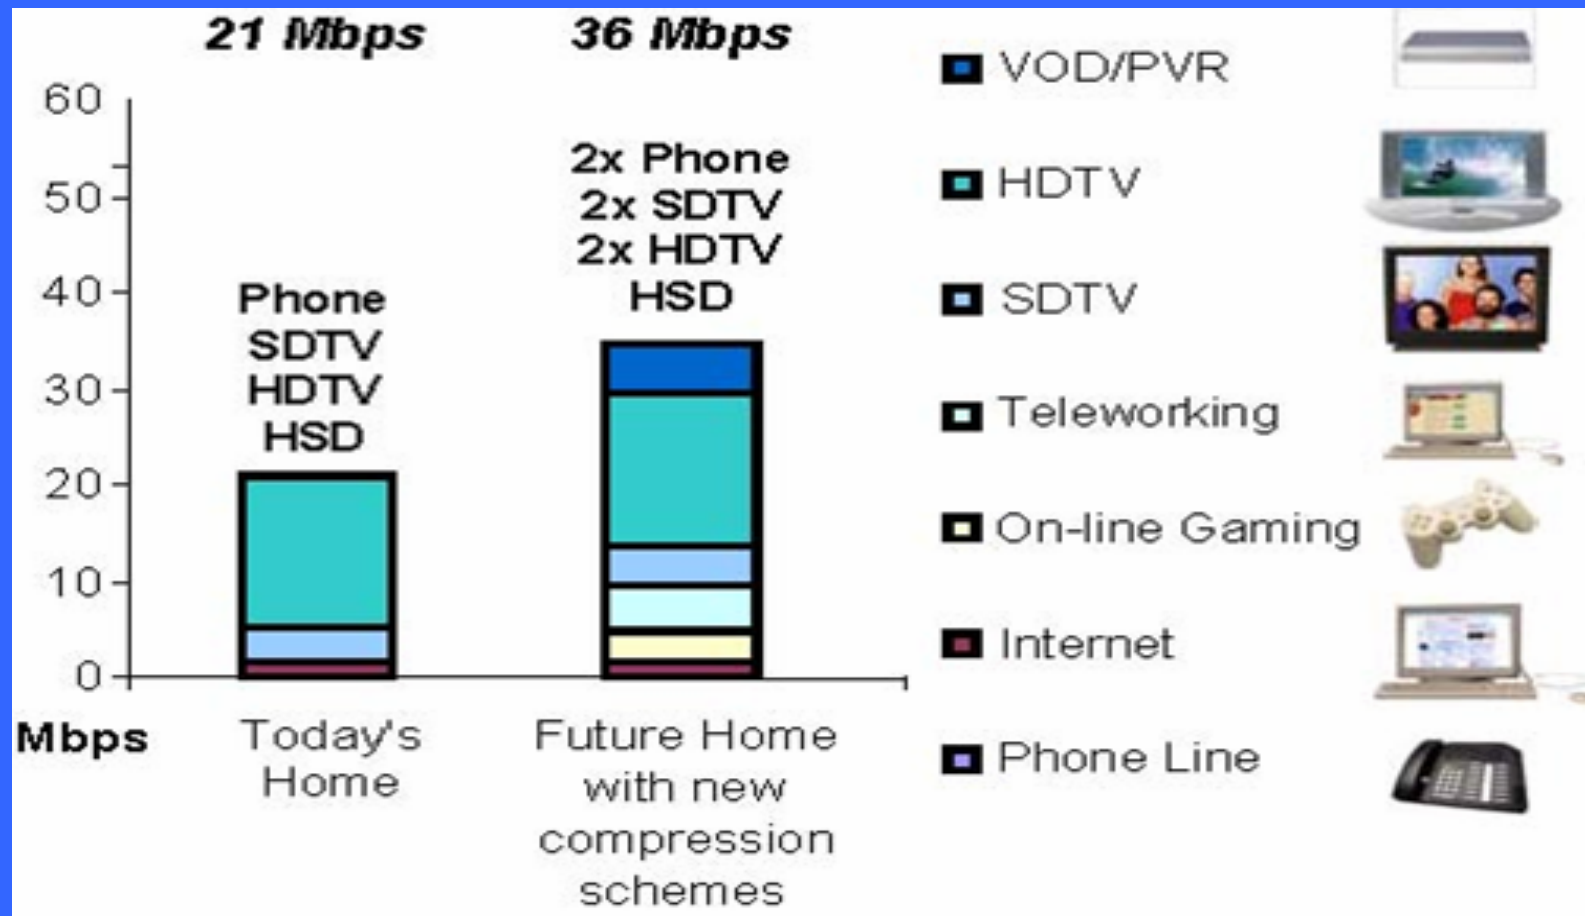 21 Mbps
36 Mbps
60
50
40
30
20
10
0
Mbps
Phone
SDTV
HDTV
HSD
2x Phone
2x SDTV
2x HDTV
HSD
Today's
Home
Future Home
with new
compression
schemes
VOD/PVR
HDTV
SDTV
Teleworking
On-line Gaming
Internet
Phone Line